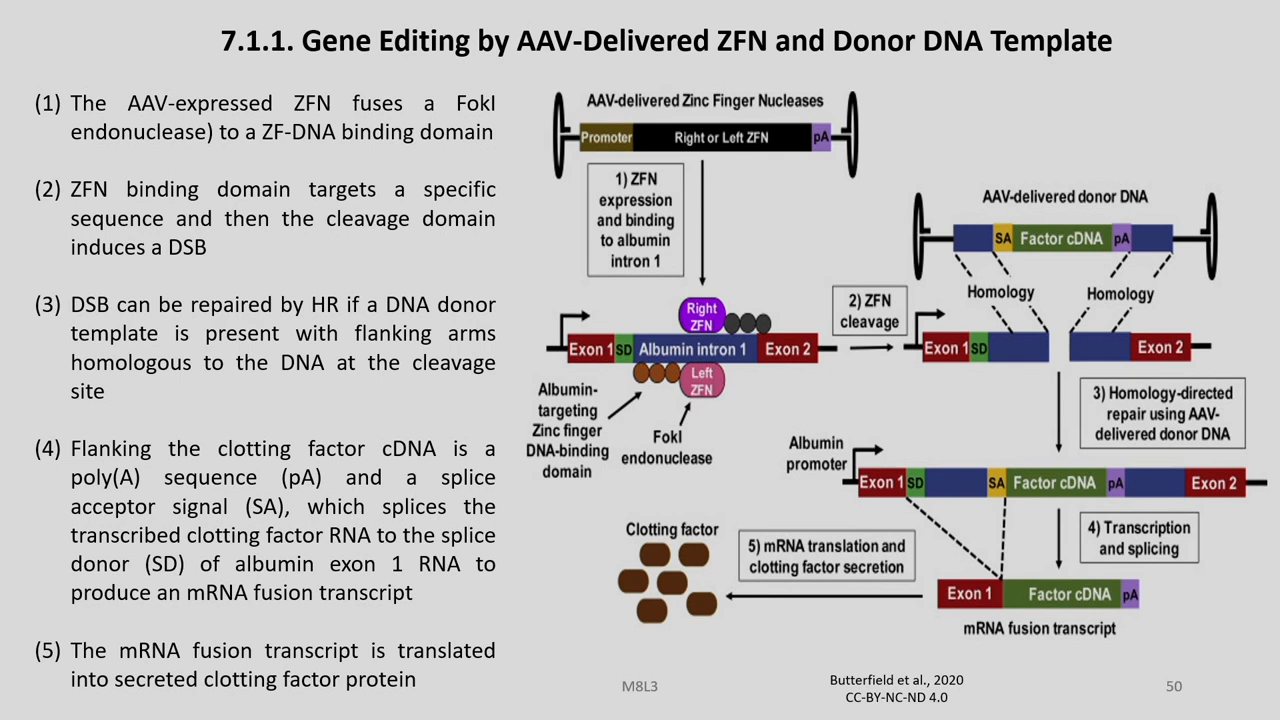 7.1.1. Gene Editing by AAV-Delivered ZFN and Donor DNA Template
(1) The AAV-expressed ZFN fuses a FokI
endonuclease) to a ZF-DNA binding domain
(2) ZFN binding domain targets a specific
sequence and then the cleavage domain
induces a DSB
(3) DSB can be repaired by HR if a DNA donor
template is present with flanking arms
homologous to the DNA at the cleavage
site
(4) Flanking the clotting factor cDNA is a
poly(A) sequence (pA) and a splice
acceptor signal (SA), which splices the
transcribed clotting factor RNA to the splice
donor (SD) of albumin exon 1 RNA to
produce an mRNA fusion transcript
(5) The mRNA fusion transcript is translated
into secreted clotting factor protein
AAV-delivered Zinc Finger Nucleases
Promoter Right or Left ZFN pA
1) ZFN
expression
and binding
to albumin
intron 1
AAV-delivered donor DNA
SA Factor cDNA pA
Homology Homology
Right
ZFN
2) ZFN
cleavage
Exon 1 SD Albumin intron 1 Exon 2
Exon 1 SD Exon 2
Left
ZFN
Albumin-
targeting
Zinc finger
DNA-binding
domain
FokI
endonuclease
3) Homology-directed
repair using AAV-
delivered donor DNA
Albumin
promoter
Exon 1 SD SA Factor cDNA pA Exon 2
4) Transcription
and splicing
Clotting factor
5) mRNA translation and
clotting factor secretion
Exon 1 Factor cDNA pA
mRNA fusion transcript
M8L3
Butterfield et al., 2020
CC-BY-NC-ND 4.0
50